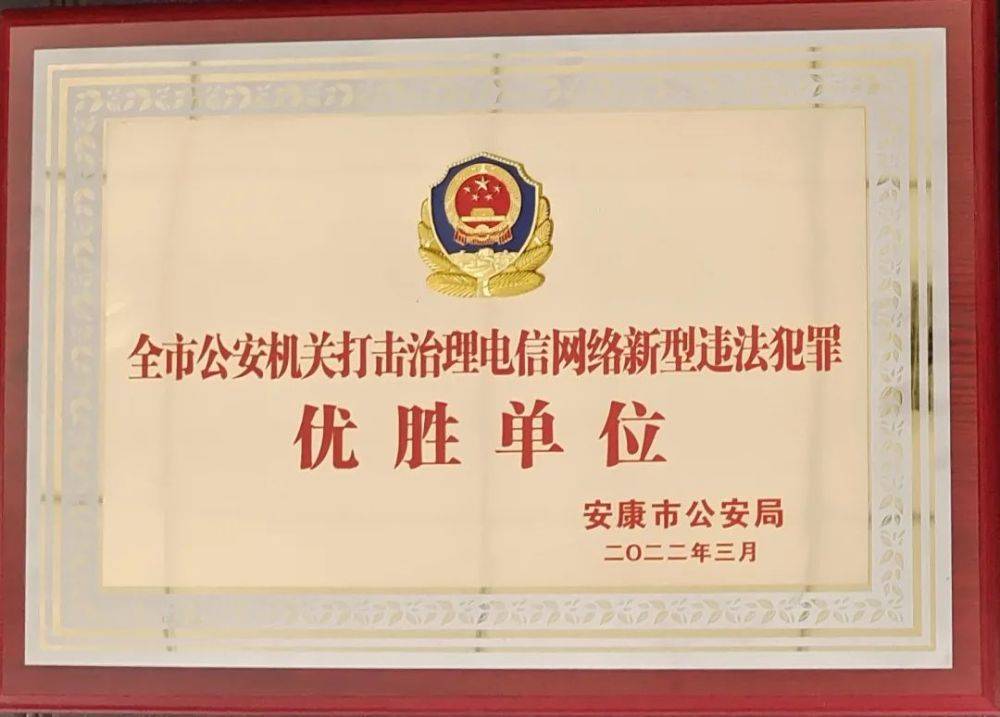 全市公安机关打击治理电信网络新型违法犯罪
优胜单位
安康市公安局
二〇二二年三月